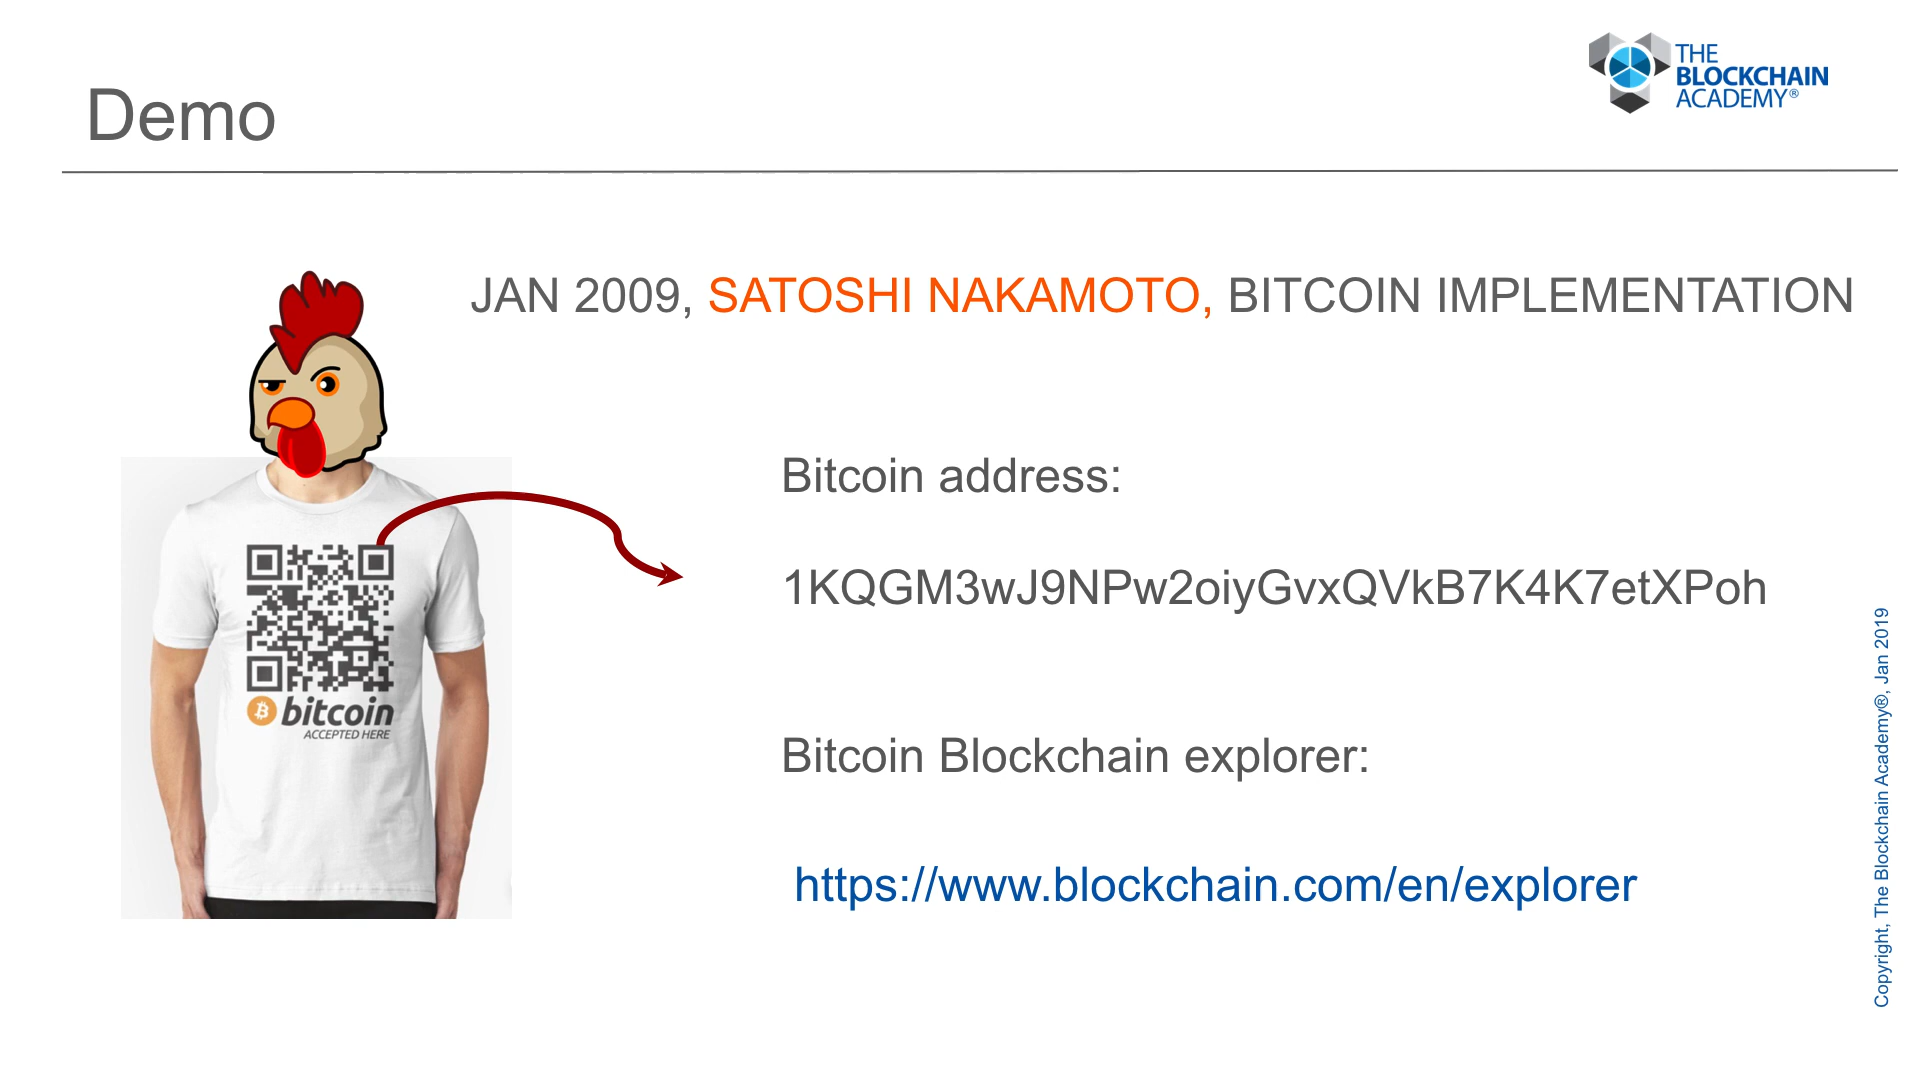 THE
BLOCKCHAIN
ACADEMY®
Demo
JAN 2009, SATOSHI NAKAMOTO, BITCOIN IMPLEMENTATION
Bitcoin address:
1KQGM3wJ9NPw2oiyGvxQVkB7K4K7etXPoh
bitcoin
ACCEPTED HERE
Bitcoin Blockchain explorer:
https://www.blockchain.com/en/explorer
Copyright, The Blockchain Academy®, Jan 2019